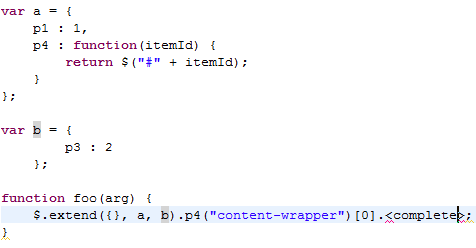 var a = {
    p1 : 1,
    p4 : function(itemId) {
        return $("#" + itemId);
    }
};

var b = {
        p3 : 2
    };

function foo(arg) {
    $.extend({}, a, b).p4("content-wrapper")[0].<complete>;
}